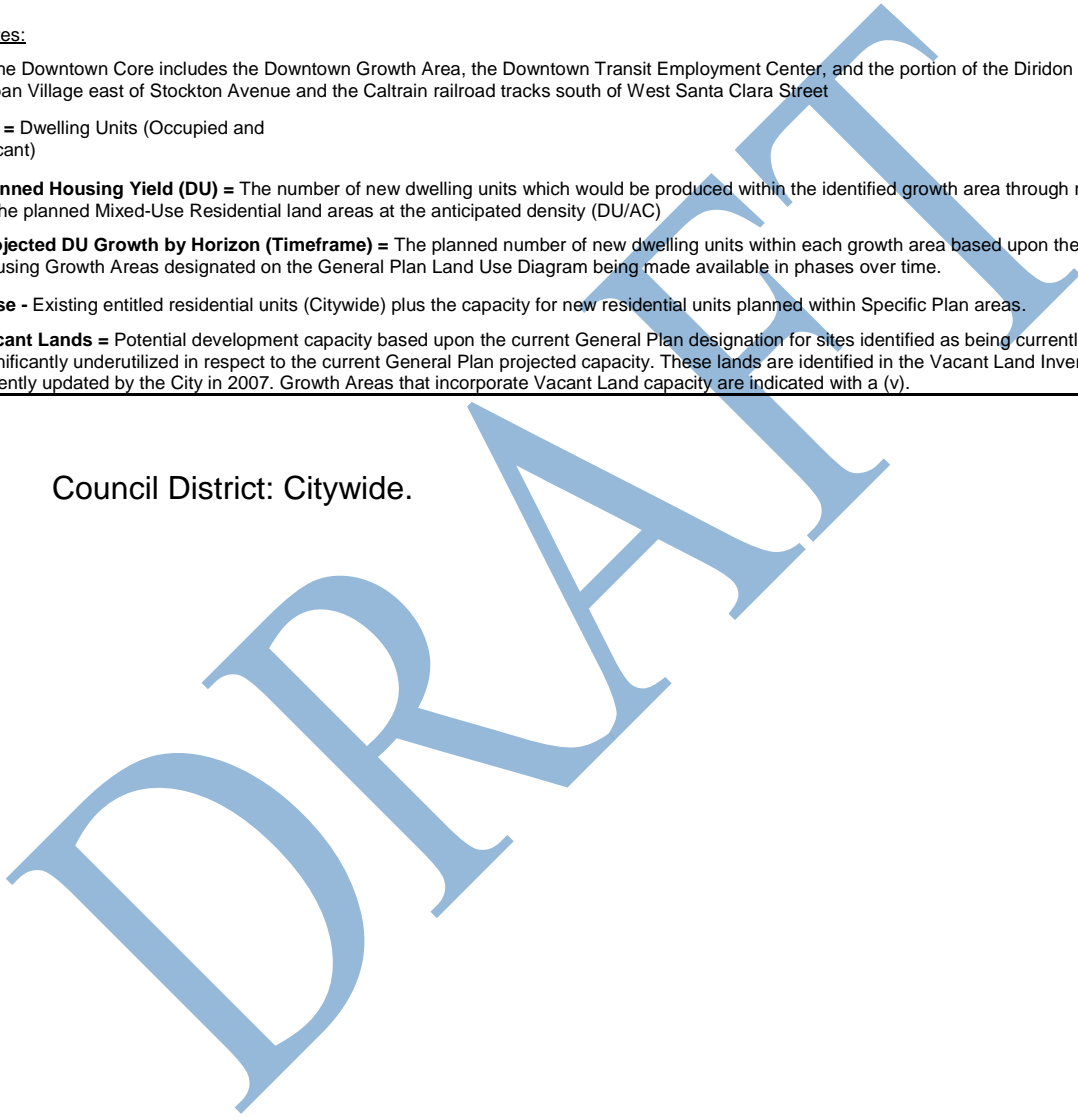 tes:
ne Downtown Core includes the Downtown Growth Area, the Downtown Transit Employment Center, and the portion of the Diridon
ban Village east of Stockton Avenue and the Caltrain railroad tracks south of West Santa Clara Street
= Dwelling Units (Occupied and
cant)
nned Housing Yield (DU) = The number of new dwelling units which would be produced within the identified growth area through
he planned Mixed-Use Residential land areas at the anticipated density (DU/AC)
ojected DU Growth by Horizon (Timeframe) = The planned number of new dwelling units within each growth area based upon the
using Growth Areas designated on the General Plan Land Use Diagram being made available in phases over time.
se - Existing entitled residential units (Citywide) plus the capacity for new residential units planned within Specific Plan areas.
cant Lands = Potential development capacity based upon the current General Plan designation for sites identified as being currentl
nificantly underutilized in respect to the current General Plan projected capacity. These lands are identified in the Vacant Land Inver
ently updated by the City in 2007. Growth Areas that incorporate Vacant Land capacity are indicated with a (v).
Council District: Citywide.
DRAFT